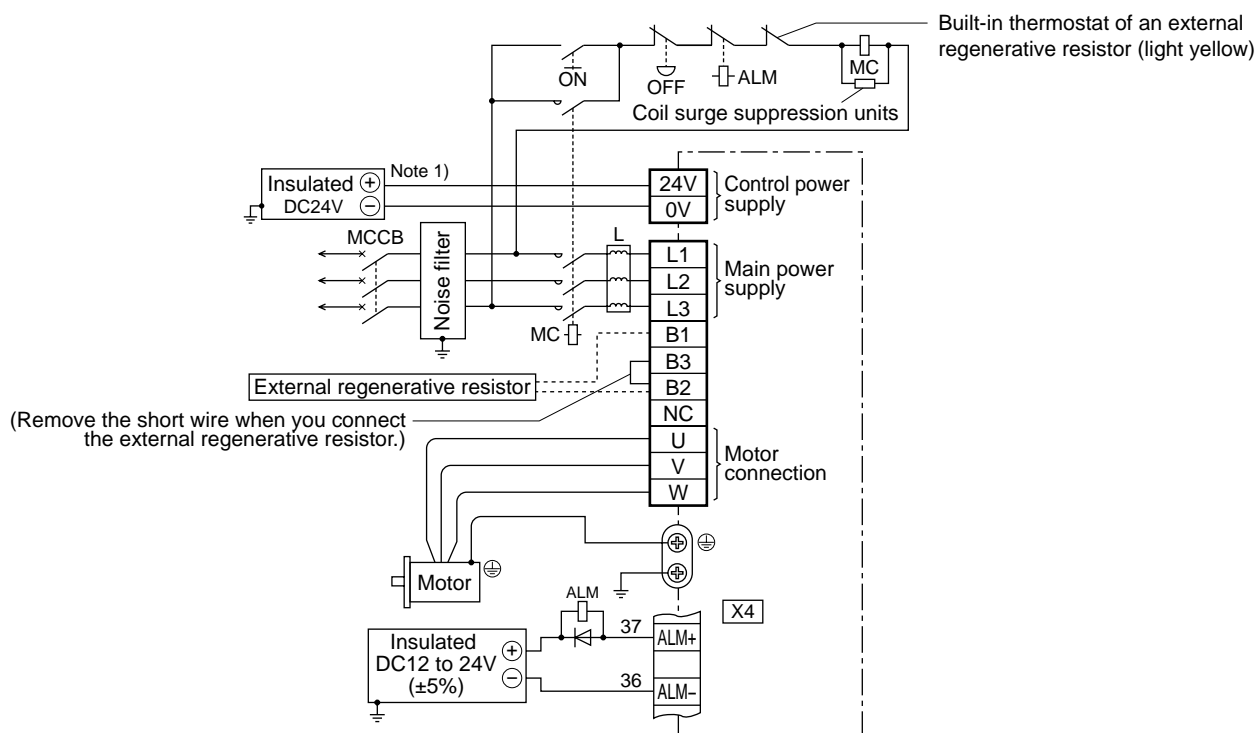 Built-in thermostat of an external
regenerative resistor (light yellow)
ON
OFF
ALM
MC
Coil surge suppression units
Note 1)
Insulated
DC24V
+
−
24V
0V
Control power
supply
MCCB
Noise filter
L
L1
L2
L3
Main power
supply
MC
B1
B3
B2
NC
External regenerative resistor
(Remove the short wire when you connect
the external regenerative resistor.)
U
V
W
Motor
connection
Motor
ALM
X4
Insulated
DC12 to 24V
(±5%)
+
−
37
ALM+
36
ALM−